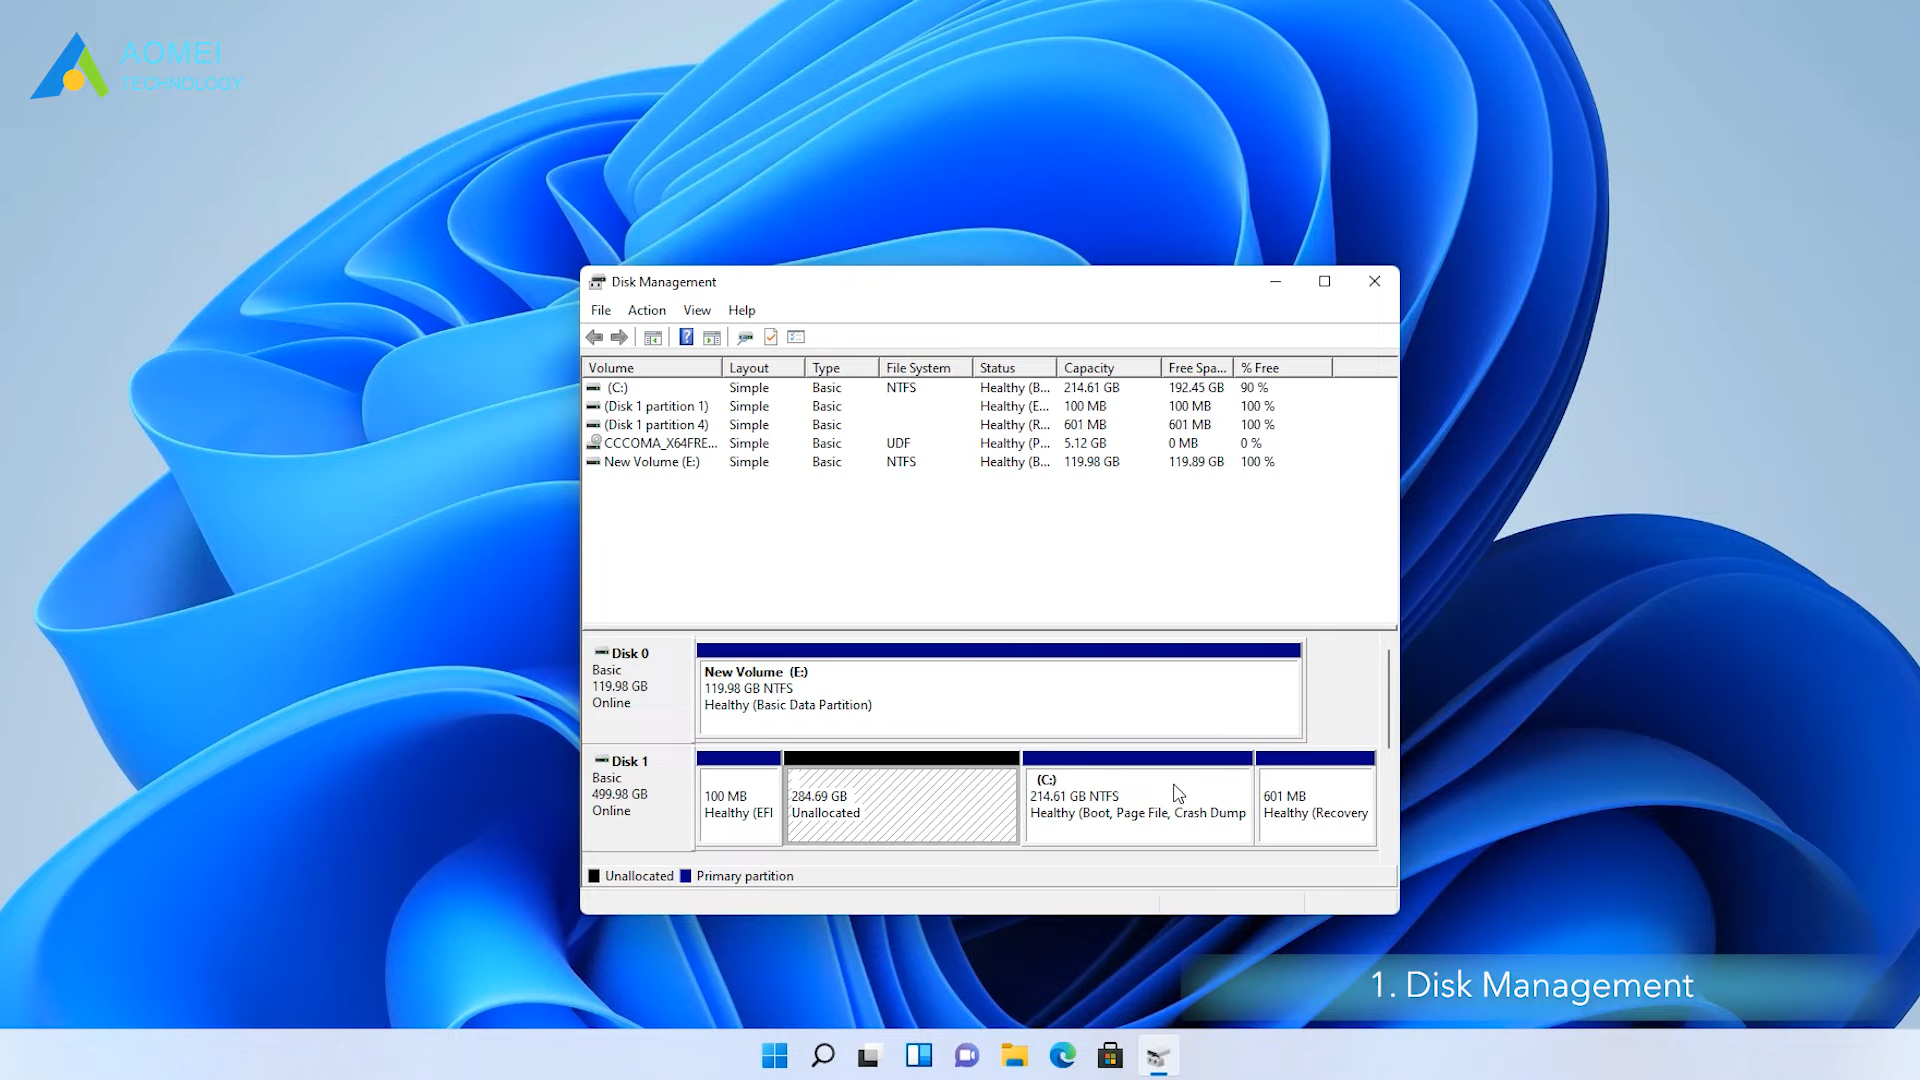 AOMEI
TECHNOLOGY
Disk Management
File Action View Help
Volume Layout Type File System Status Capacity Free Spa... % Free
(C:) Simple Basic NTFS Healthy (B... 214.61 GB 192.45 GB 90 %
(Disk 1 partition 1) Simple Basic Healthy (E... 100 MB 100 MB 100 %
(Disk 1 partition 4) Simple Basic Healthy (R... 601 MB 601 MB 100 %
CCCOMA_X64FRE... Simple Basic UDF Healthy (P... 5.12 GB 0 MB 0 %
New Volume (E:) Simple Basic NTFS Healthy (B... 119.98 GB 119.89 GB 100 %
Disk 0
Basic
119.98 GB
Online
New Volume (E:)
119.98 GB NTFS
Healthy (Basic Data Partition)
Disk 1
Basic
499.98 GB
Online
100 MB
Healthy (EFI
284.69 GB
Unallocated
(C:)
214.61 GB NTFS
Healthy (Boot, Page File, Crash Dump
601 MB
Healthy (Recovery
Unallocated Primary partition
1. Disk Management